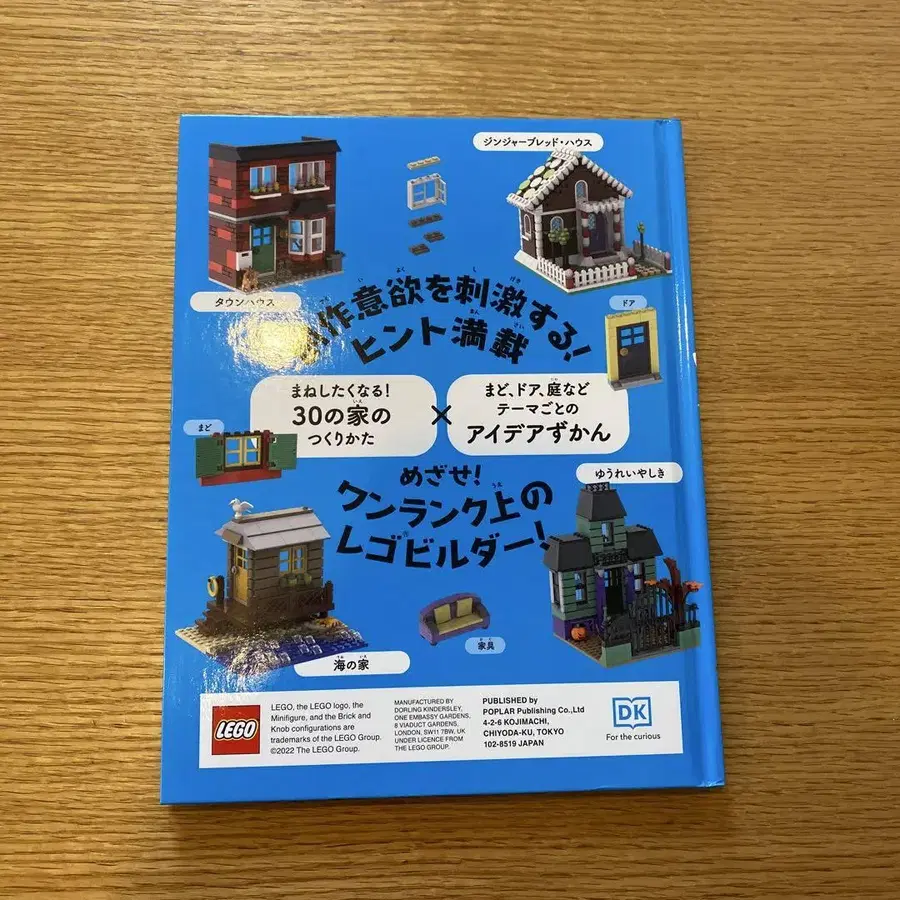 ジンジャーブレッド・ハウス
タウンハウス
作意欲を刺激する!
ヒント満載
ドア
まねしたくなる!
30の家の
つくりかた
×
まど、ドア、庭など
テーマごとの
アイデアずかん
まど
めざせ!
ワンランク上の
レゴビルダー!
ゆうれいやしき
海の家
家具
LEGO
LEGO, the LEGO logo, the
Minifigure, and the Brick and
Knob configurations are
trademarks of the LEGO Group.
©2022 The LEGO Group.
MANUFACTURED BY
DORLING KINDERSLEY,
ONE EMBASSY GARDENS,
8 VIADUCT GARDENS,
LONDON, SW11 7BW, UK
UNDER LICENCE FROM
THE LEGO GROUP.
PUBLISHED by
POPLAR Publishing Co.,Ltd
4-2-6 KOJIMACHI,
CHIYODA-KU, TOKYO
102-8519 JAPAN
DK
For the curious